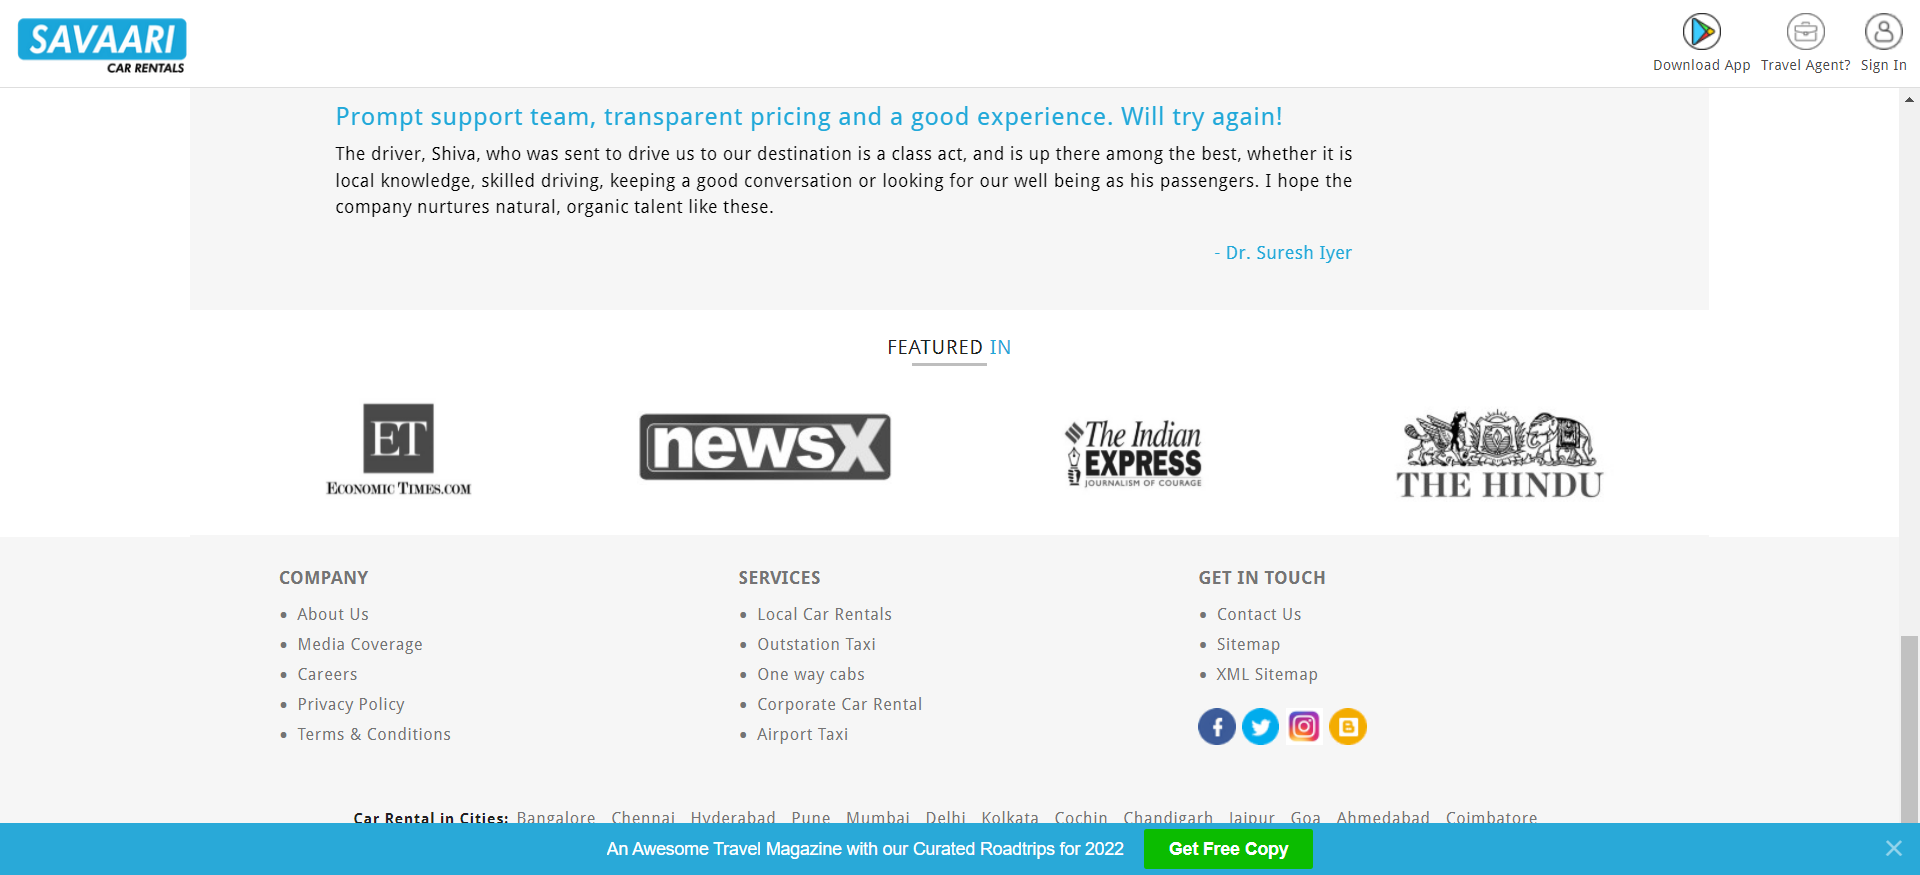 SAVAARI
CAR RENTALS
Download App
Travel Agent?
Sign In
Prompt support team, transparent pricing and a good experience. Will try again!
The driver, Shiva, who was sent to drive us to our destination is a class act, and is up there among the best, whether it is
local knowledge, skilled driving, keeping a good conversation or looking for our well being as his passengers. I hope the
company nurtures natural, organic talent like these.
- Dr. Suresh Iyer
FEATURED IN
ET
ECONOMIC TIMES.COM
newsX
The Indian
EXPRESS
JOURNALISM OF COURAGE
THE HINDU
COMPANY
About Us
Media Coverage
Careers
Privacy Policy
Terms & Conditions
SERVICES
Local Car Rentals
Outstation Taxi
One way cabs
Corporate Car Rental
Airport Taxi
GET IN TOUCH
Contact Us
Sitemap
XML Sitemap
Car Rental in Cities: Bangalore Chennai Hyderabad Pune Mumbai Delhi Kolkata Cochin Chandigarh Jaipur Goa Ahmedabad Coimbatore
An Awesome Travel Magazine with our Curated Roadtrips for 2022
Get Free Copy